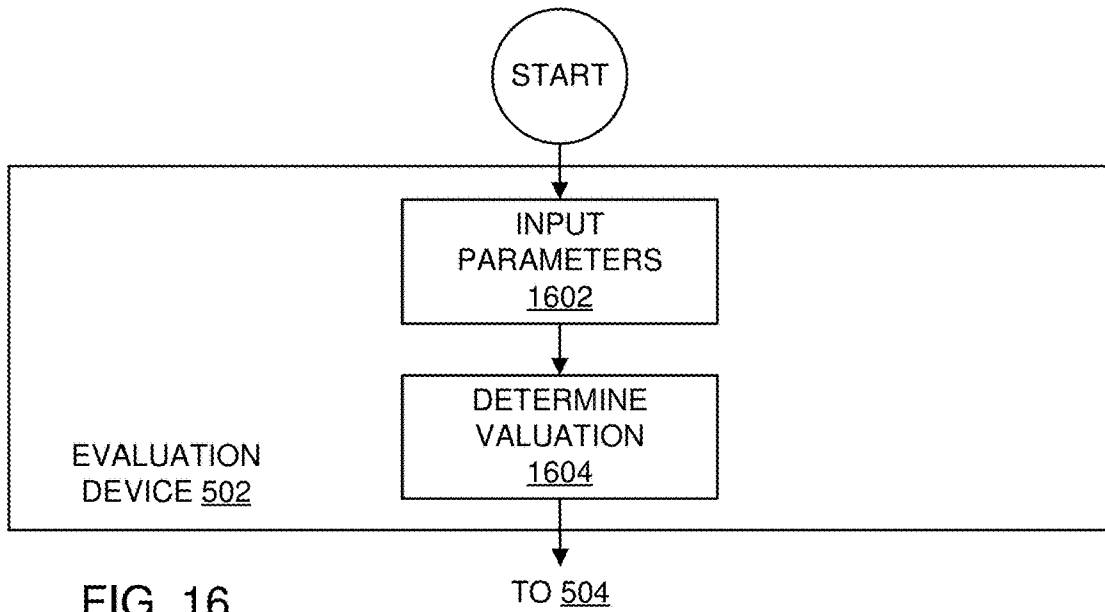 START
INPUT
PARAMETERS
1602
DETERMINE
VALUATION
1604
EVALUATION
DEVICE 502
TO 504
FIG. 16